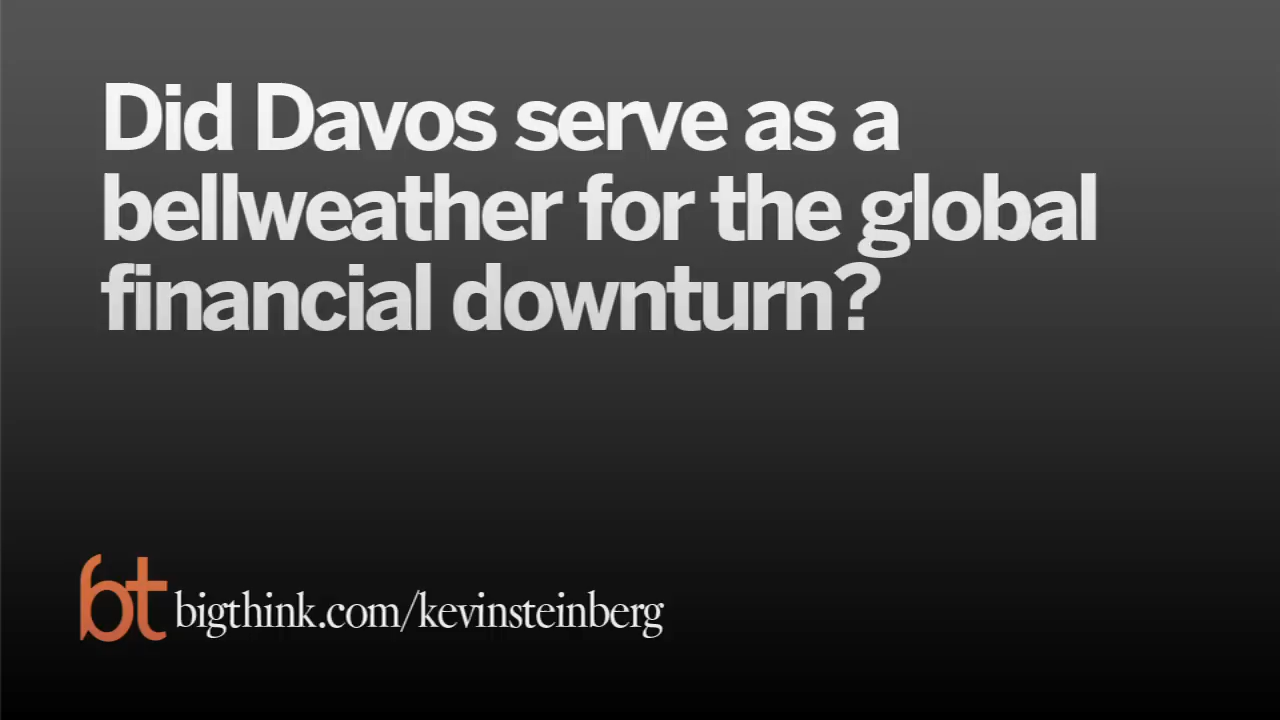 Did Davos serve as a
bellweather for the global
financial downturn?
bt bigthink.com/kevinsteinberg